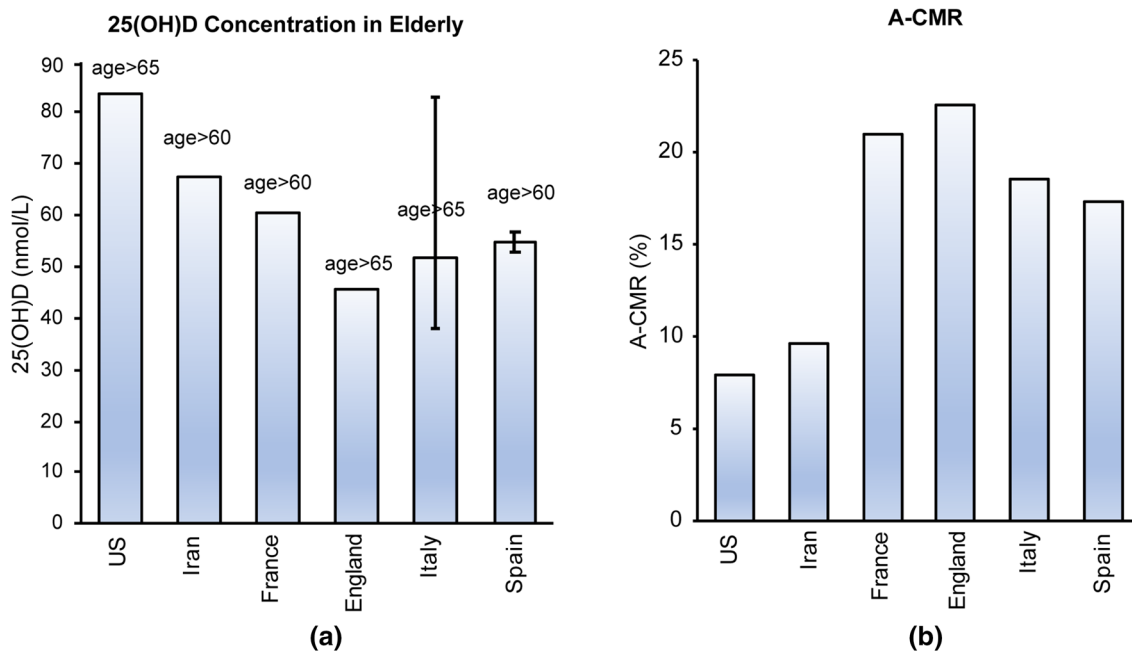 25(OH)D Concentration in Elderly
25(OH)D (nmol/L)
90
80
70
60
50
40
30
20
10
0
age>65
age>60
age>60
age>65
age>65
age>60
US
Iran
France
England
Italy
Spain
(a)
A-CMR
A-CMR (%)
25
20
15
10
5
0
US
Iran
France
England
Italy
Spain
(b)